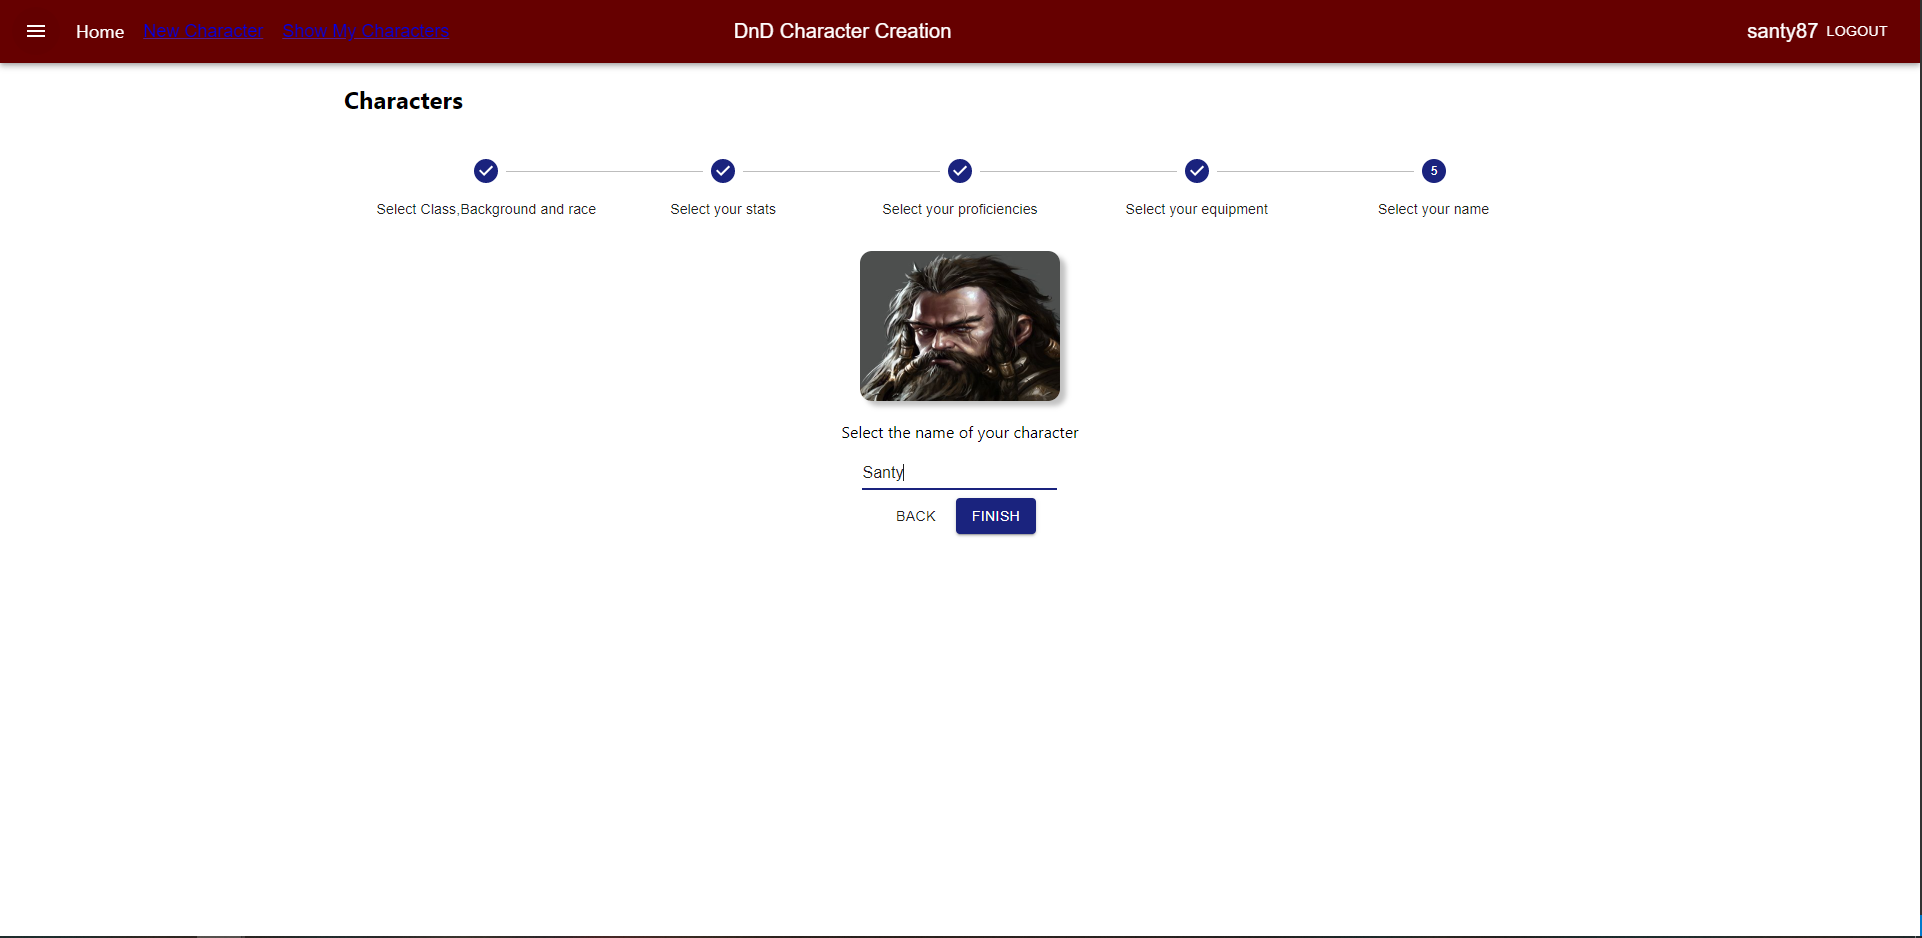 Home New Character Show My Characters DnD Character Creation santy87 LOGOUT
Characters
5
Select Class,Background and race Select your stats Select your proficiencies Select your equipment Select your name
Select the name of your character
Santy
BACK FINISH